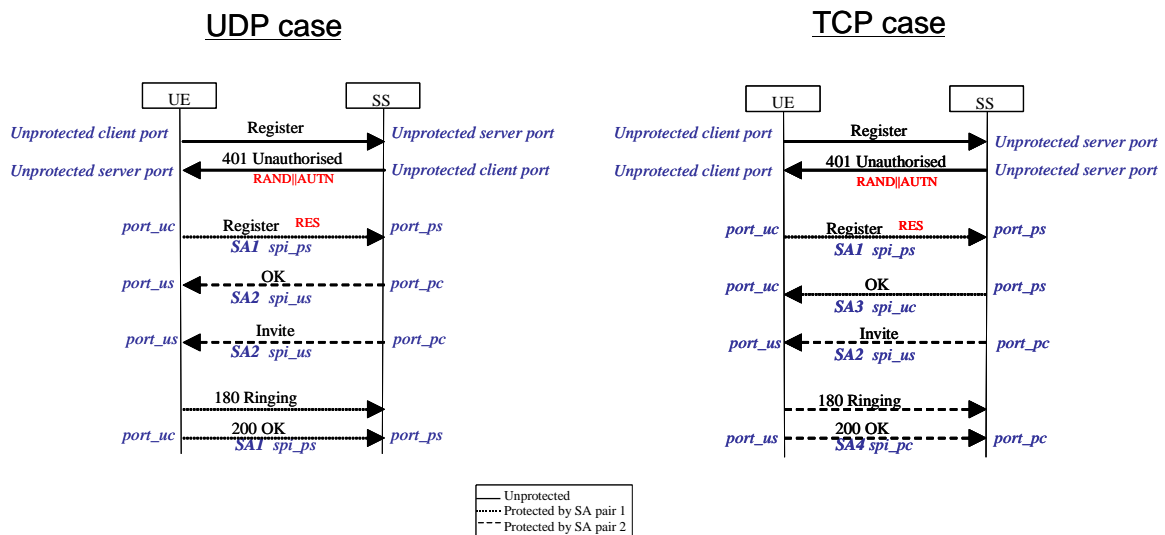 UDP case
UE
SS
Unprotected client port
Register
Unprotected server port
Unprotected server port
401 Unauthorised
RAND||AUTN
Unprotected client port
port_uc
Register RES
SA1 spi_ps
port_ps
port_us
OK
SA2 spi_us
port_pc
port_us
Invite
SA2 spi_us
port_pc
180 Ringing
port_uc
200 OK
SA1 spi_ps
port_ps
TCP case
UE
SS
Unprotected client port
Register
Unprotected server port
Unprotected client port
401 Unauthorised
RAND||AUTN
Unprotected server port
port_uc
Register RES
SA1 spi_ps
port_ps
port_uc
OK
SA3 spi_uc
port_ps
port_us
Invite
SA2 spi_us
port_pc
180 Ringing
port_us
200 OK
SA4 spi_pc
port_pc
Unprotected
Protected by SA pair 1
Protected by SA pair 2